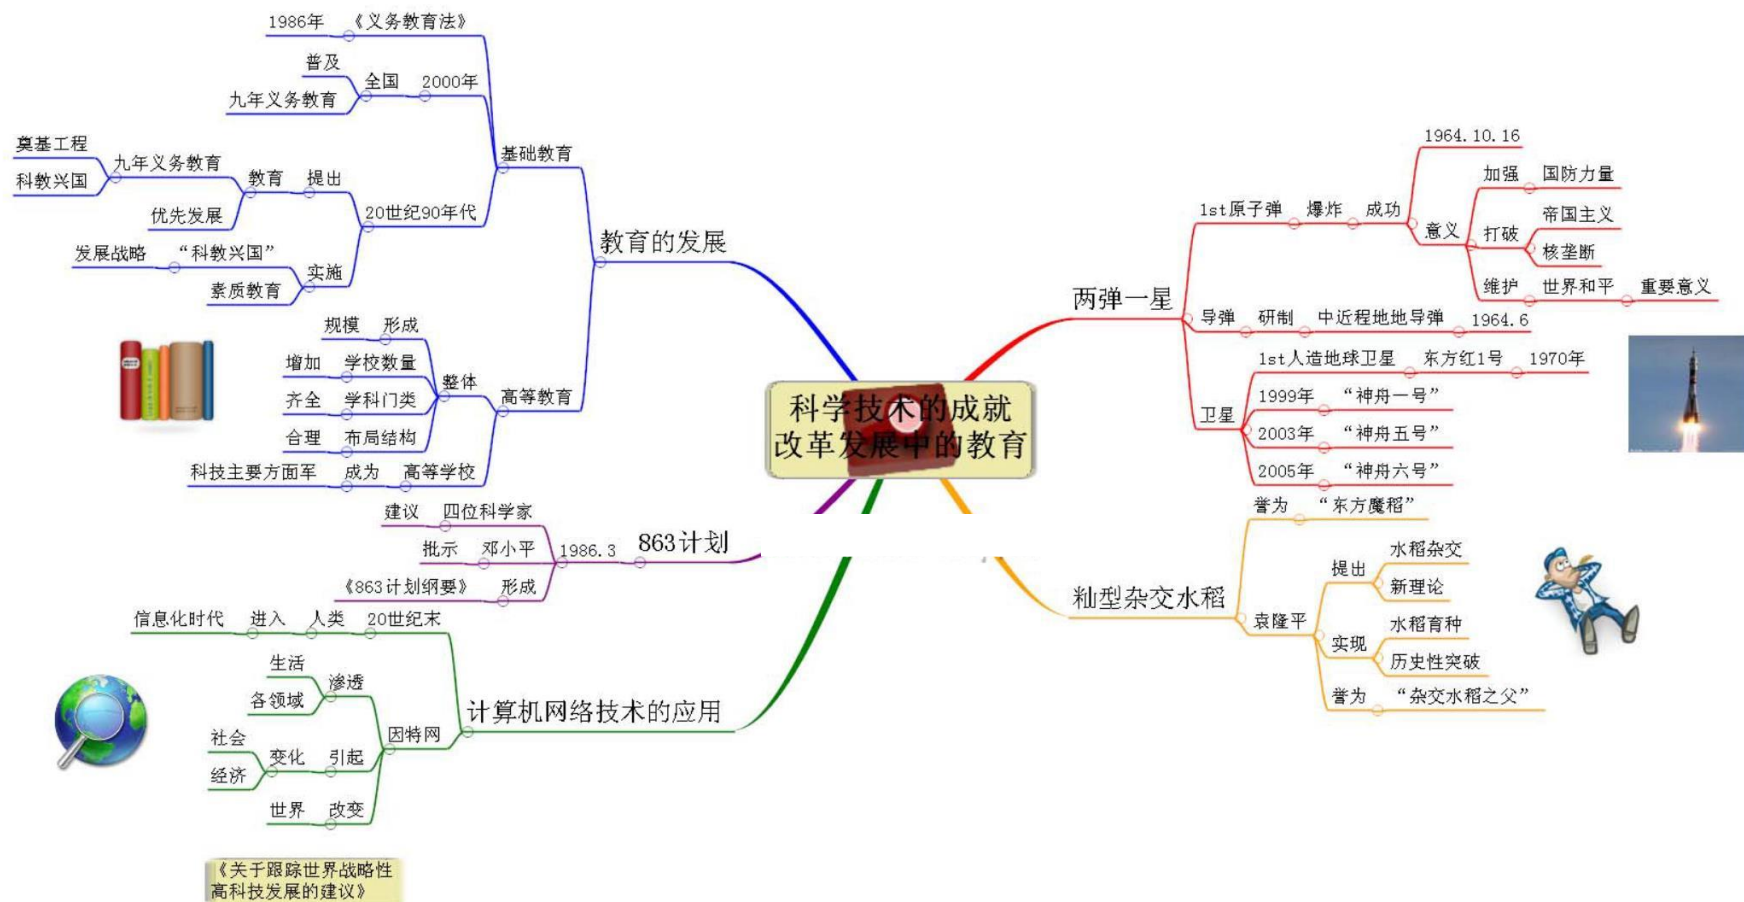 科学技术的成就
改革发展中的教育
两弹一星
1st原子弹
爆炸
成功
1964.10.16
意义
加强
国防力量
打破
帝国主义
核垄断
维护
世界和平
重要意义
导弹
研制
中近程地地导弹
1964.6
卫星
1st人造地球卫星
东方红1号
1970年
1999年
“神舟一号”
2003年
“神舟五号”
2005年
“神舟六号”
籼型杂交水稻
誉为
“东方魔稻”
袁隆平
提出
水稻杂交
新理论
实现
水稻育种
历史性突破
誉为
“杂交水稻之父”
教育的发展
基础教育
1986年
《义务教育法》
2000年
全国
普及
九年义务教育
20世纪90年代
提出
教育
九年义务教育
奠基工程
科教兴国
优先发展
实施
“科教兴国”
发展战略
素质教育
高等教育
整体
形成
规模
学校数量
增加
学科门类
齐全
布局结构
合理
高等学校
成为
科技主要方面军
863计划
1986.3
四位科学家
建议
邓小平
批示
形成
《863计划纲要》
计算机网络技术的应用
20世纪末
人类
进入
信息化时代
因特网
渗透
生活
各领域
引起
变化
社会
经济
改变
世界
《关于跟踪世界战略性
高科技发展的建议》